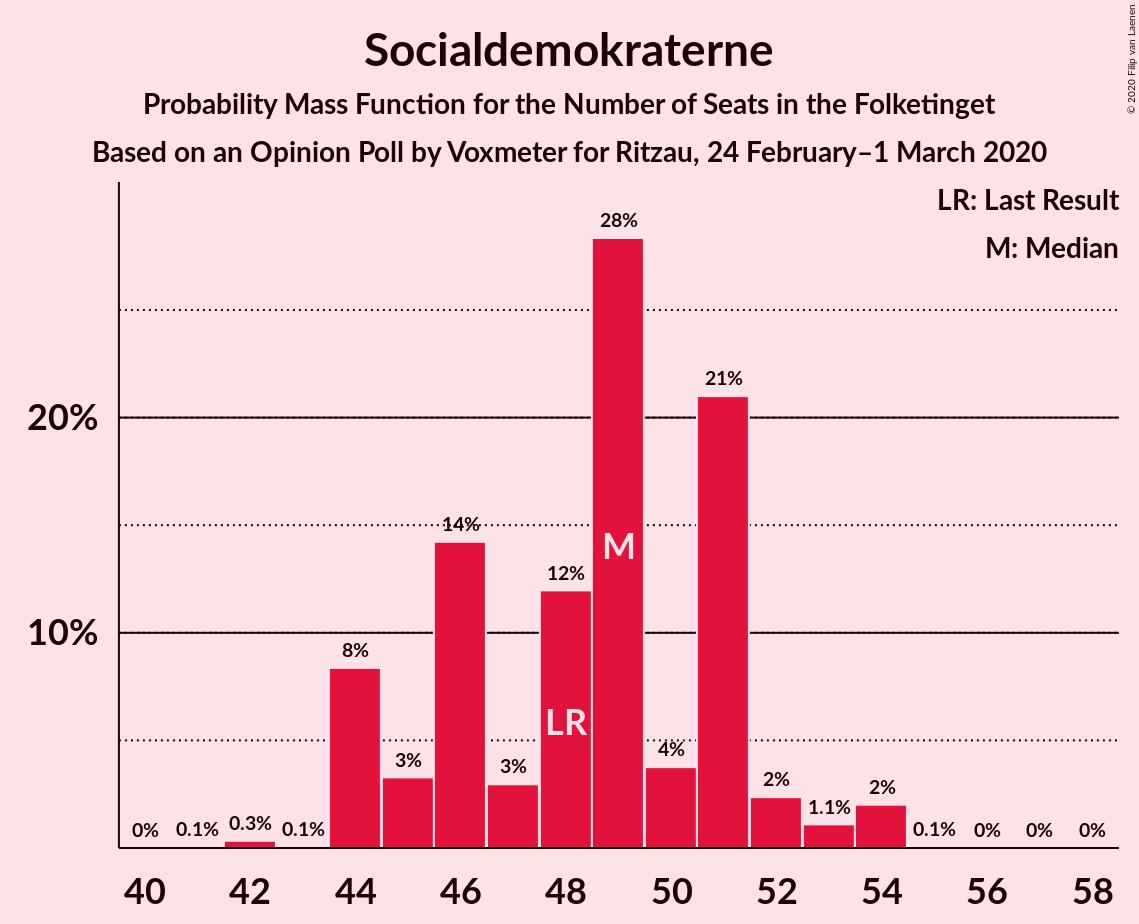 Socialdemokraterne
Probability Mass Function for the Number of Seats in the Folketinget
Based on an Opinion Poll by Voxmeter for Ritzau, 24 February–1 March 2020
© 2020 Filip van Laenen
LR: Last Result
M: Median
20%
10%
0%
0.1%
0.3%
0.1%
8%
3%
14%
3%
12%
28%
4%
21%
2%
1.1%
2%
0.1%
0%
0%
0%
LR
M
40 42 44 46 48 50 52 54 56 58